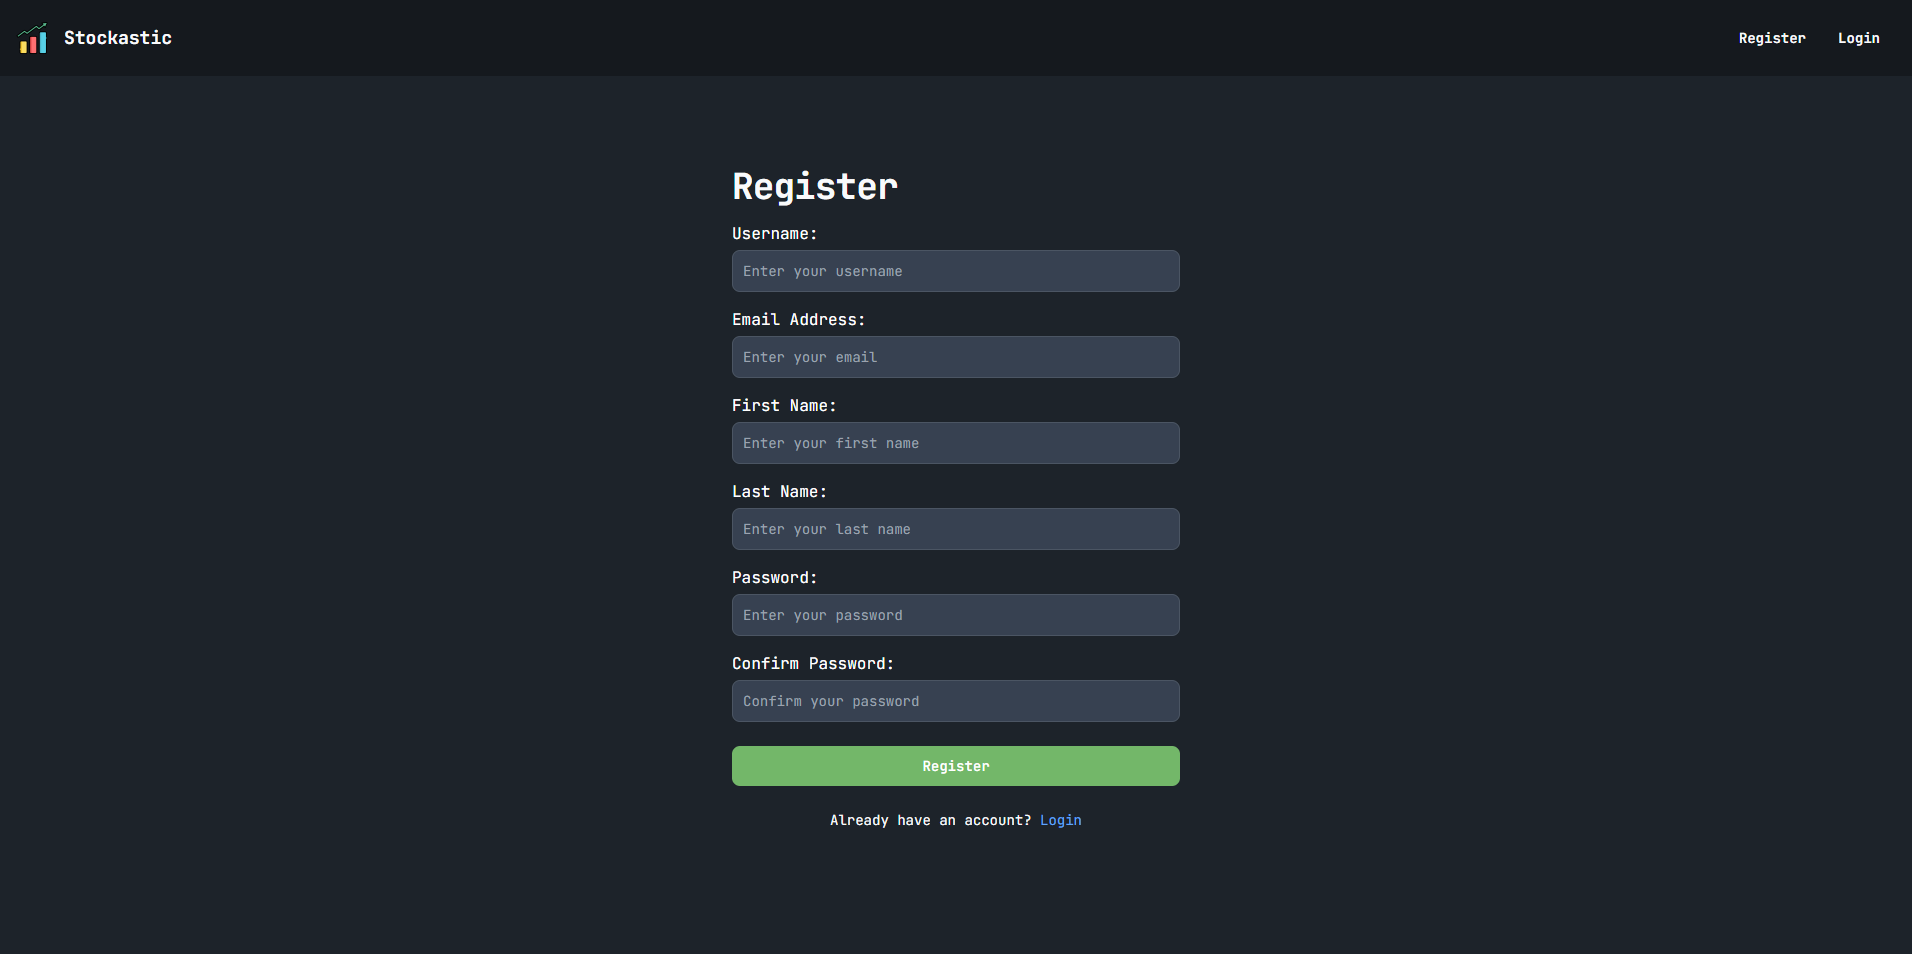 Stockastic
Register
Login
Register
Username:
Enter your username
Email Address:
Enter your email
First Name:
Enter your first name
Last Name:
Enter your last name
Password:
Enter your password
Confirm Password:
Confirm your password
Register
Already have an account? Login